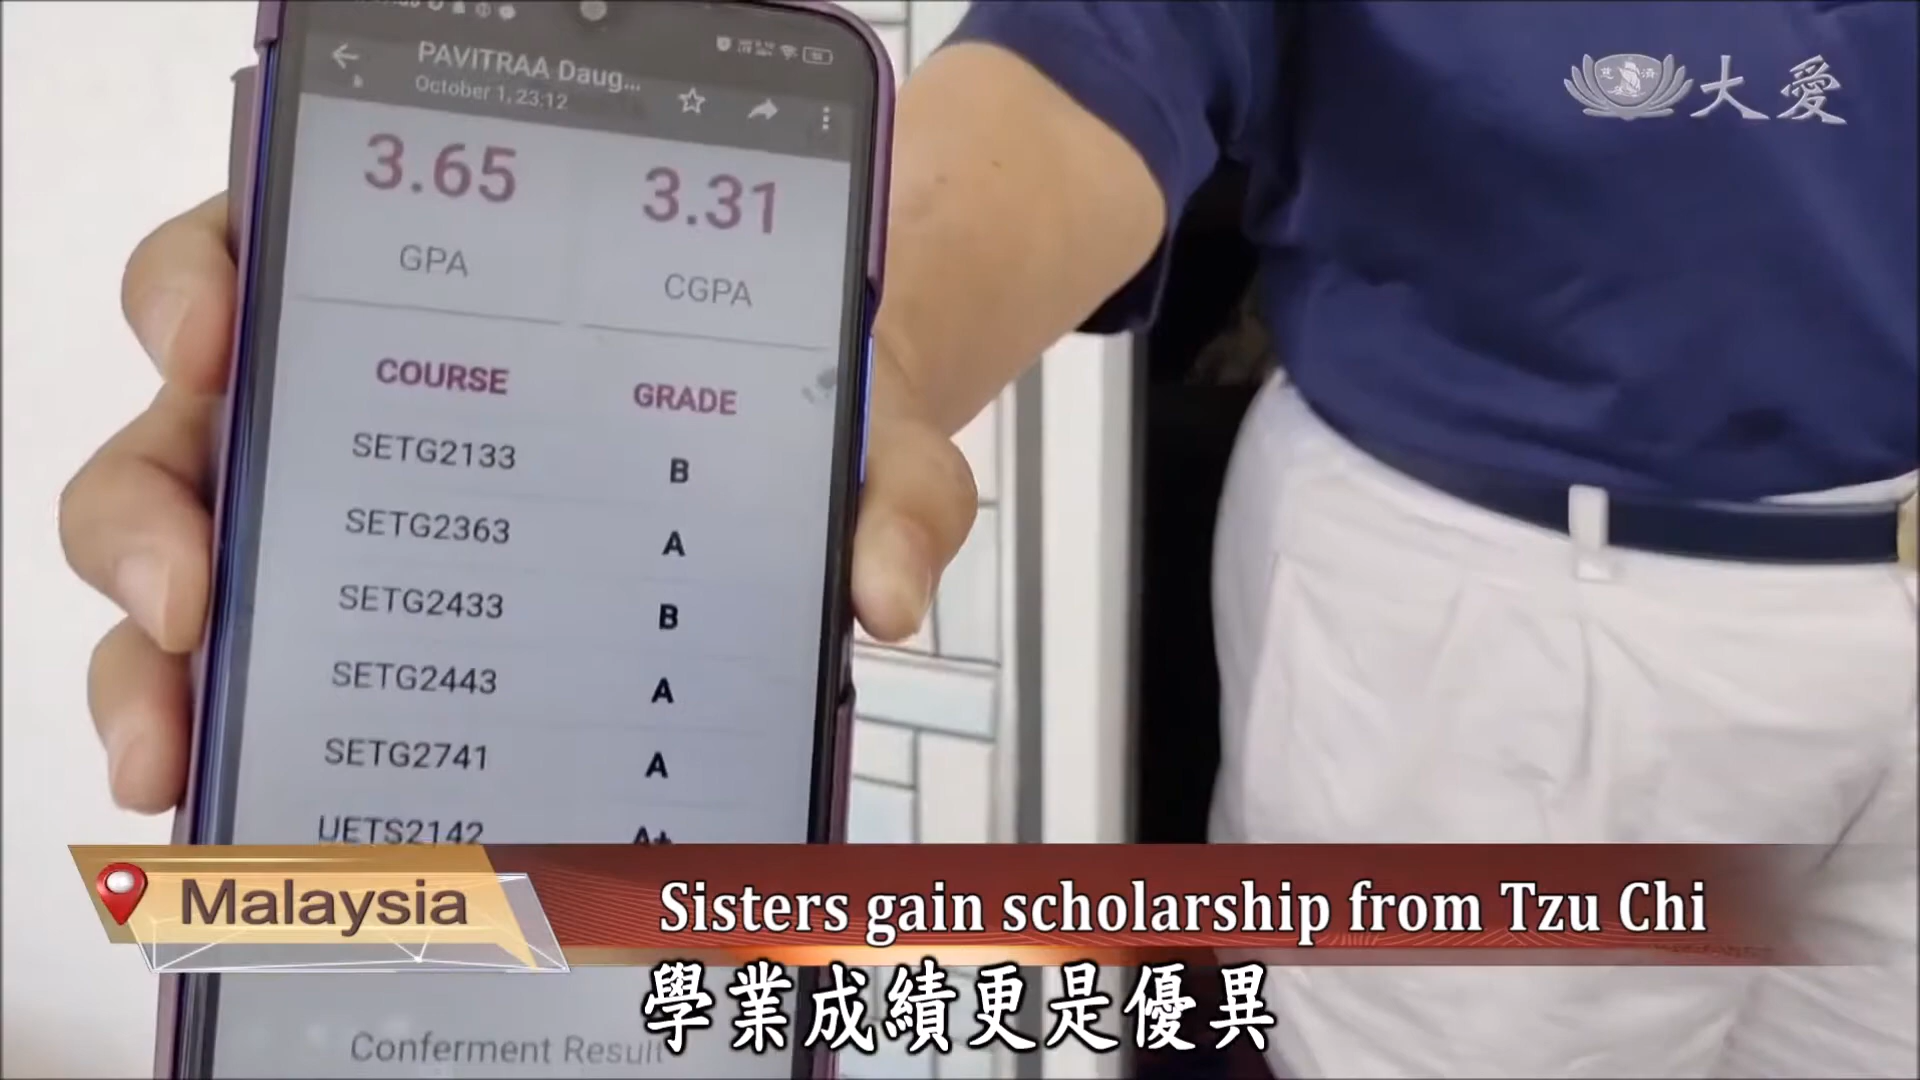 PAVITRAA Daug...
October 1, 23:12
大愛
3.65
3.31
GPA
CGPA
COURSE GRADE
SETG2133 B
SETG2363 A
SETG2433 B
SETG2443 A
SETG2741 A
UETS2142 A+
Malaysia
Sisters gain scholarship from Tzu Chi
學業成績更是優異
Conferment Result